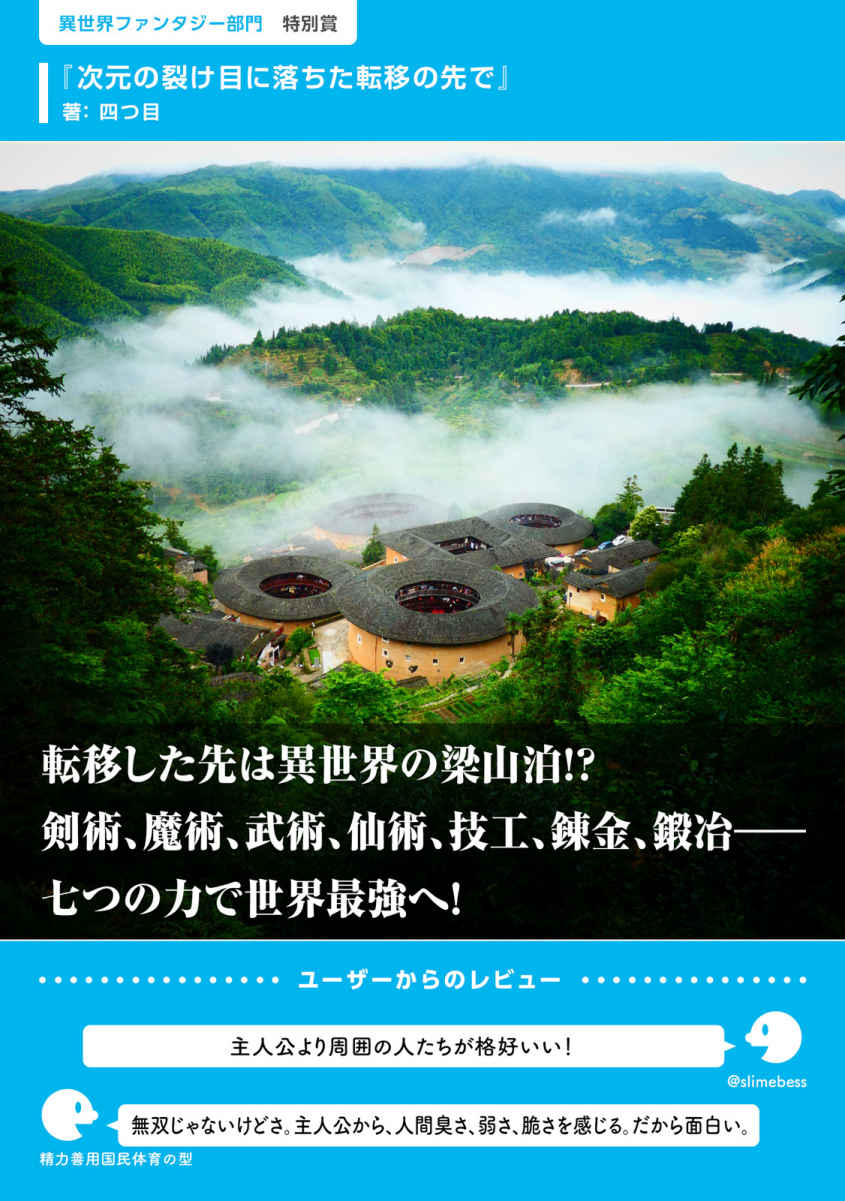 異世界ファンタジー部門 特別賞
『次元の裂け目に落ちた転移の先で』
著: 四つ目
転移した先は異世界の梁山泊!?
剣術、魔術、武術、仙術、技工、錬金、鍛冶――
七つの力で世界最強へ!
ユーザーからのレビュー
主人公より周囲の人たちが格好いい!
@slimebess
無双じゃないけどさ。主人公から、人間臭さ、弱さ、脆さを感じる。だから面白い。
精力善用国民体育の型